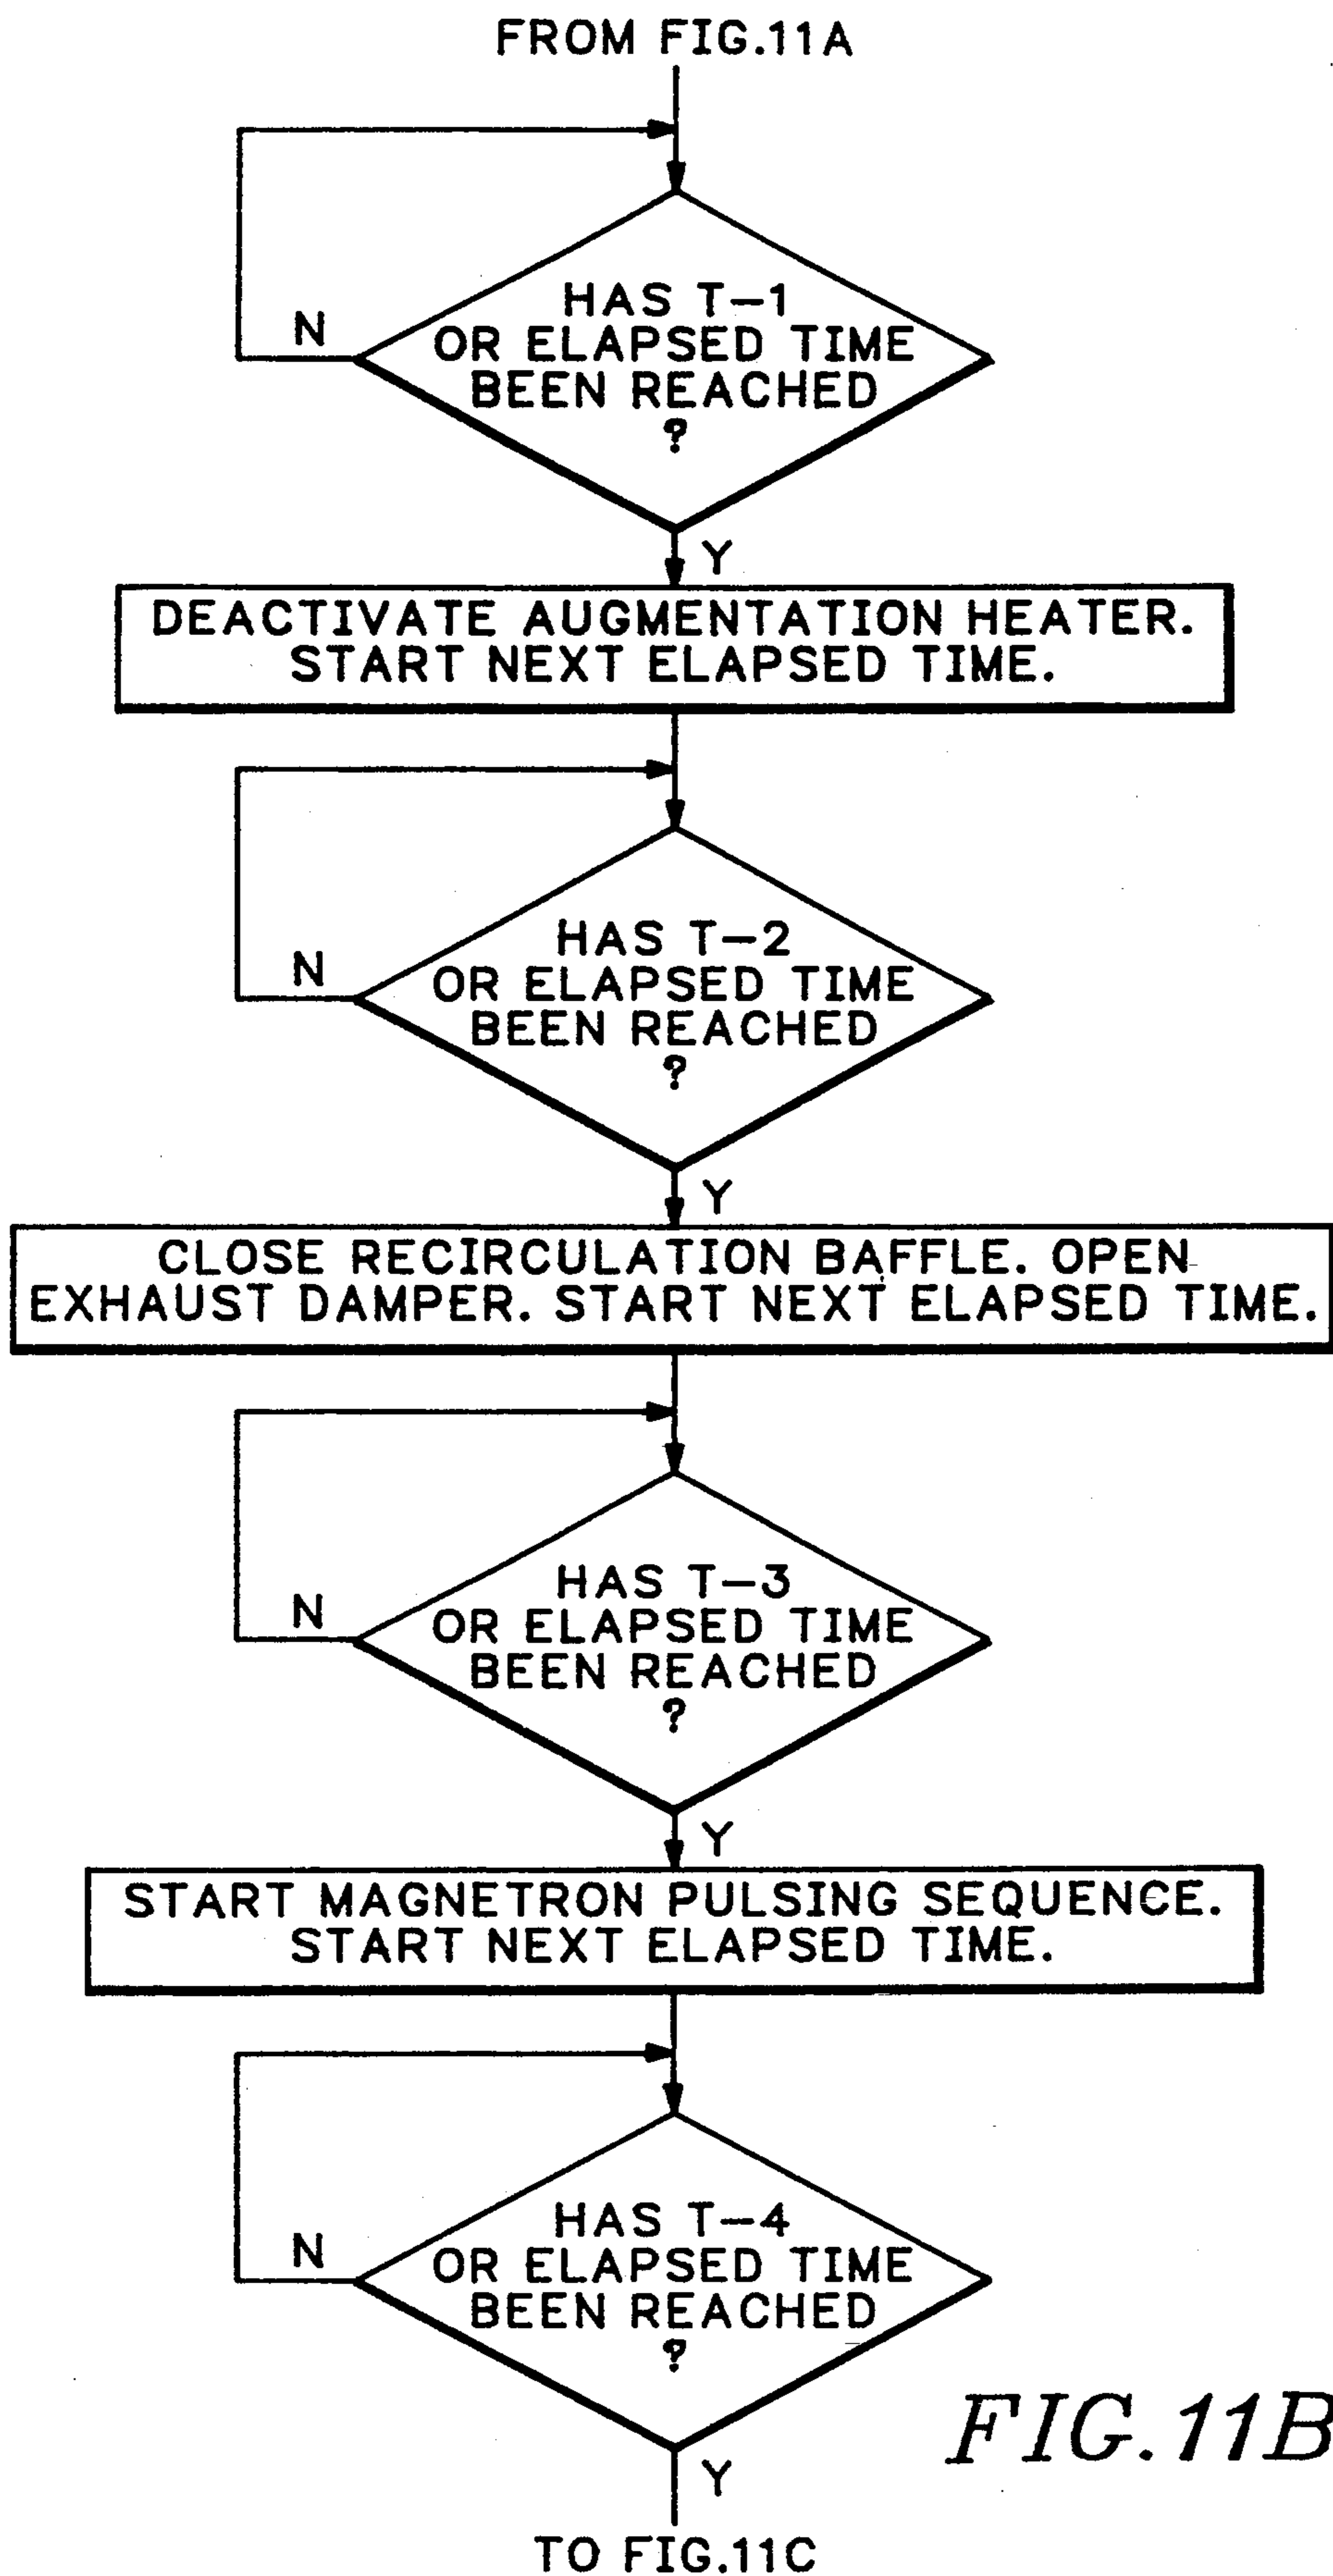 FROM FIG.11A
HAS T-1
OR ELAPSED TIME
BEEN REACHED
?
N
Y
DEACTIVATE AUGMENTATION HEATER.
START NEXT ELAPSED TIME.
HAS T-2
OR ELAPSED TIME
BEEN REACHED
?
N
Y
CLOSE RECIRCULATION BAFFLE. OPEN
EXHAUST DAMPER. START NEXT ELAPSED TIME.
HAS T-3
OR ELAPSED TIME
BEEN REACHED
?
N
Y
START MAGNETRON PULSING SEQUENCE.
START NEXT ELAPSED TIME.
HAS T-4
OR ELAPSED TIME
BEEN REACHED
?
N
Y
FIG.11B
TO FIG.11C